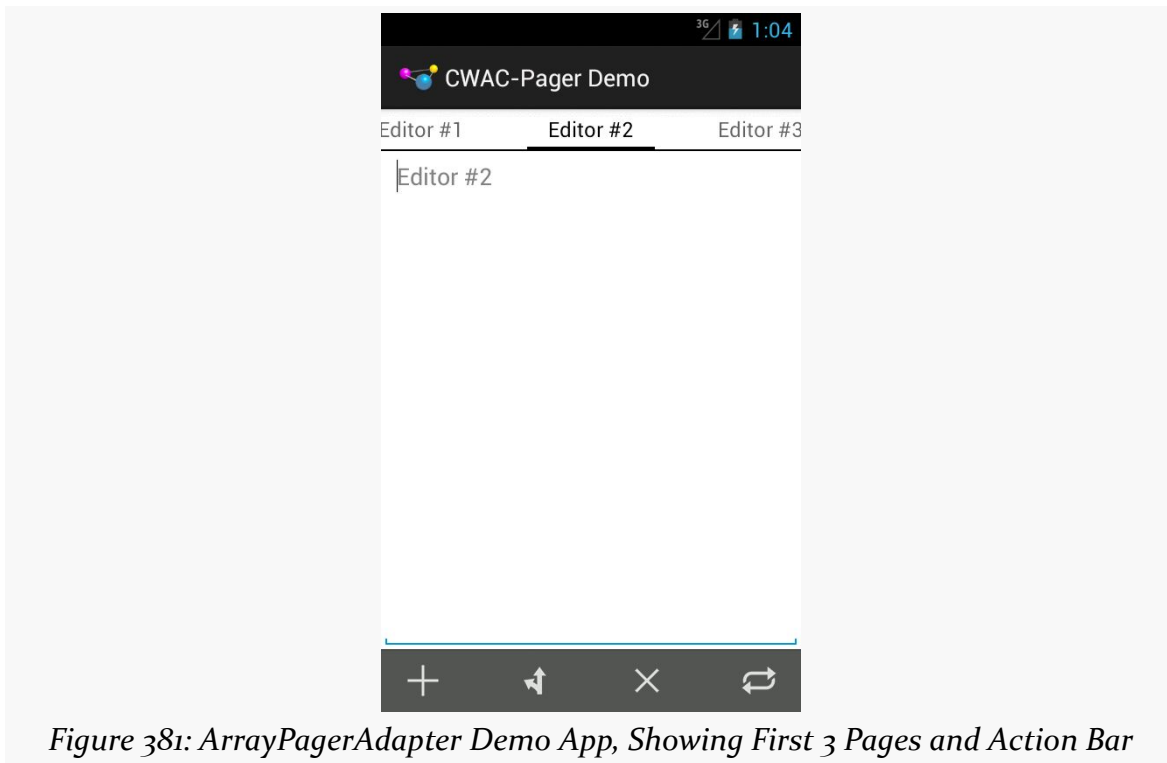 3G 1:04
CWAC-Pager Demo
Editor #1 Editor #2 Editor #3
Editor #2
Figure 381: ArrayPagerAdapter Demo App, Showing First 3 Pages and Action Bar